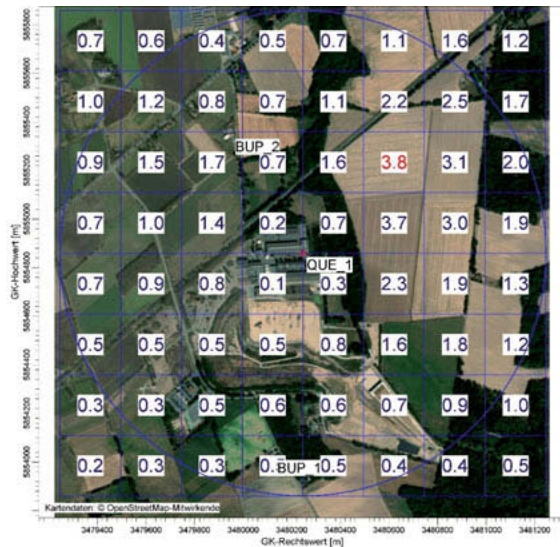 5855800
5855600
5855400
5855200
5855000
5854800
5854600
5854400
5854200
5854000
GK-Hochwert [m]
0.7 0.6 0.4 0.5 0.7 1.1 1.6 1.2
1.0 1.2 0.8 0.7 1.1 2.2 2.5 1.7
BUP_2
0.9 1.5 1.7 0.7 1.6 3.8 3.1 2.0
0.7 1.0 1.4 0.2 0.7 3.7 3.0 1.9
QUE_1
0.7 0.9 0.8 0.1 0.3 2.3 1.9 1.3
0.5 0.5 0.5 0.5 0.8 1.6 1.8 1.2
0.3 0.3 0.5 0.6 0.6 0.7 0.9 1.0
0.2 0.3 0.3 BUP_1 0.5 0.4 0.4 0.5
Kartendaten: © OpenStreetMap-Mitwirkende
3479400 3479600 3479800 3480000 3480200 3480400 3480600 3480800 3481000 3481200
GK-Rechtswert [m]